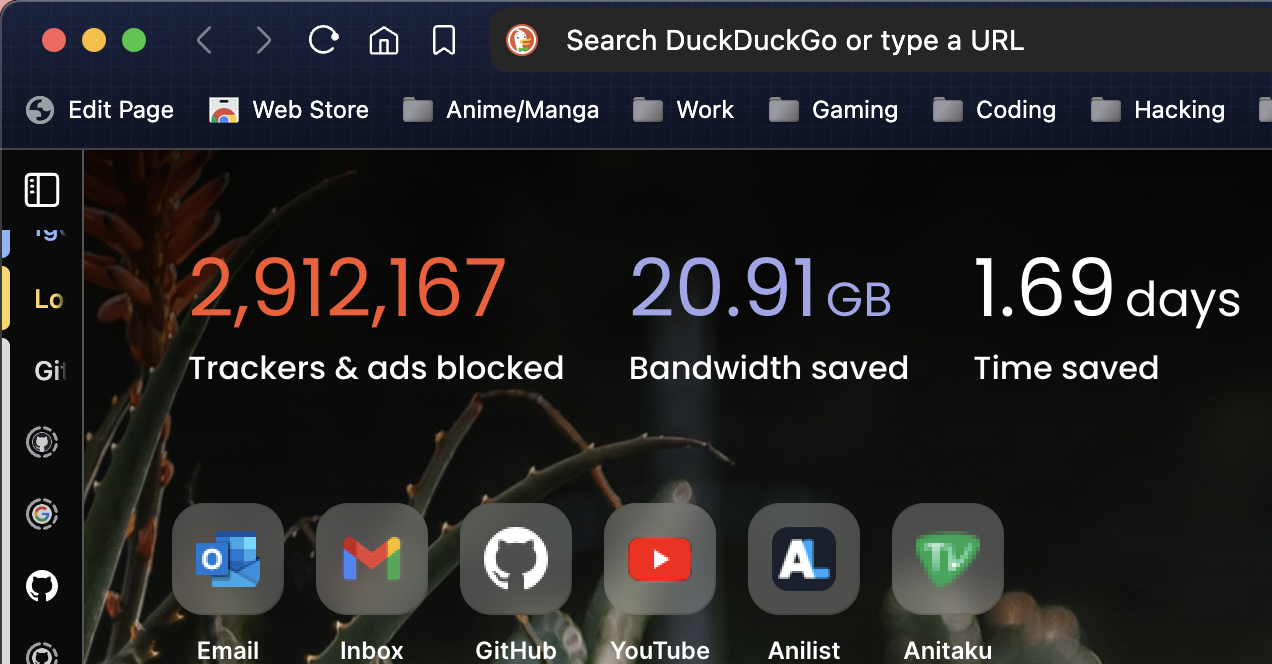 Search DuckDuckGo or type a URL
Edit Page Web Store Anime/Manga Work Gaming Coding Hacking
Lo
Git
2,912,167 20.91 GB 1.69 days
Trackers & ads blocked Bandwidth saved Time saved
Email Inbox GitHub YouTube Anilist Anitaku